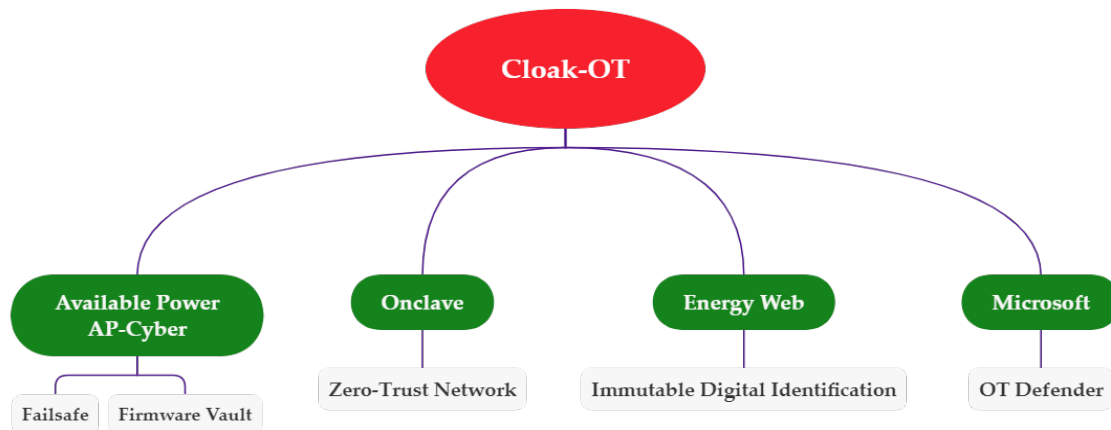 Cloak-OT
Available Power
AP-Cyber
Onclave
Energy Web
Microsoft
Failsafe
Firmware Vault
Zero-Trust Network
Immutable Digital Identification
OT Defender